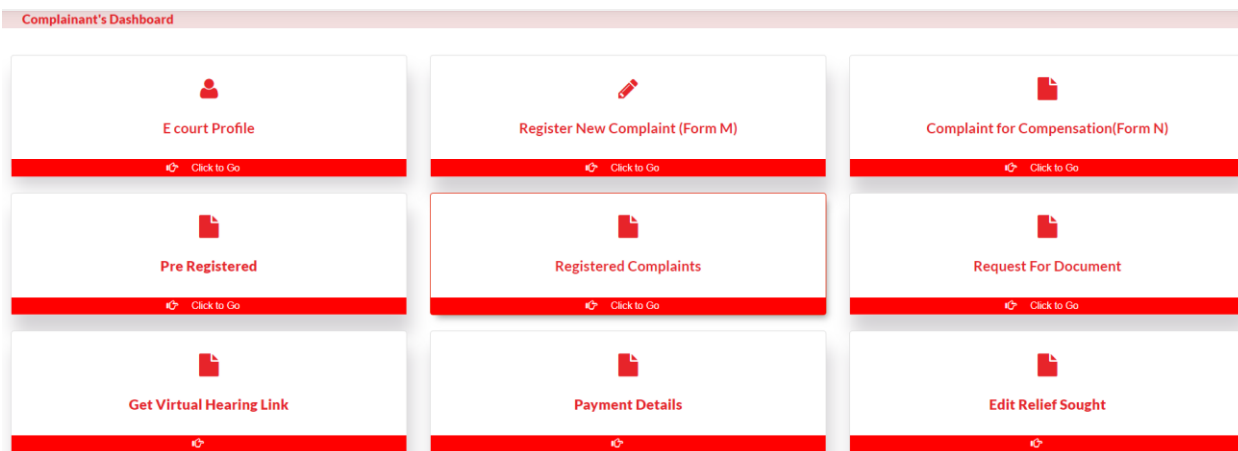 Complainant's Dashboard
E court Profile
Register New Complaint (Form M)
Complaint for Compensation(Form N)
Click to Go
Click to Go
Click to Go
Pre Registered
Registered Complaints
Request For Document
Click to Go
Click to Go
Click to Go
Get Virtual Hearing Link
Payment Details
Edit Relief Sought